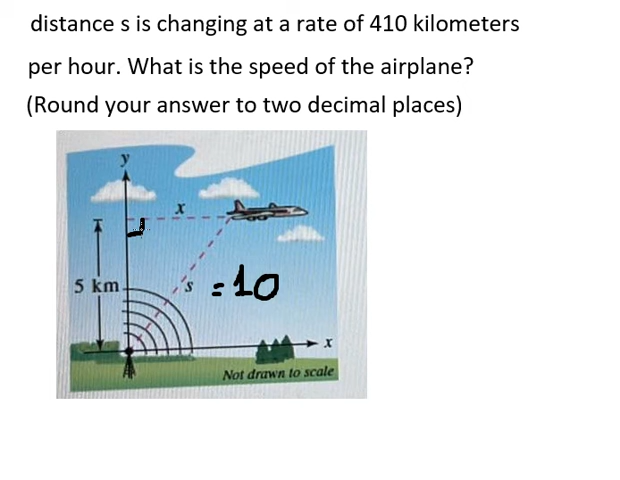 distance s is changing at a rate of 410 kilometers
per hour. What is the speed of the airplane?
(Round your answer to two decimal places)
y
x
5 km
s = 10
x
Not drawn to scale